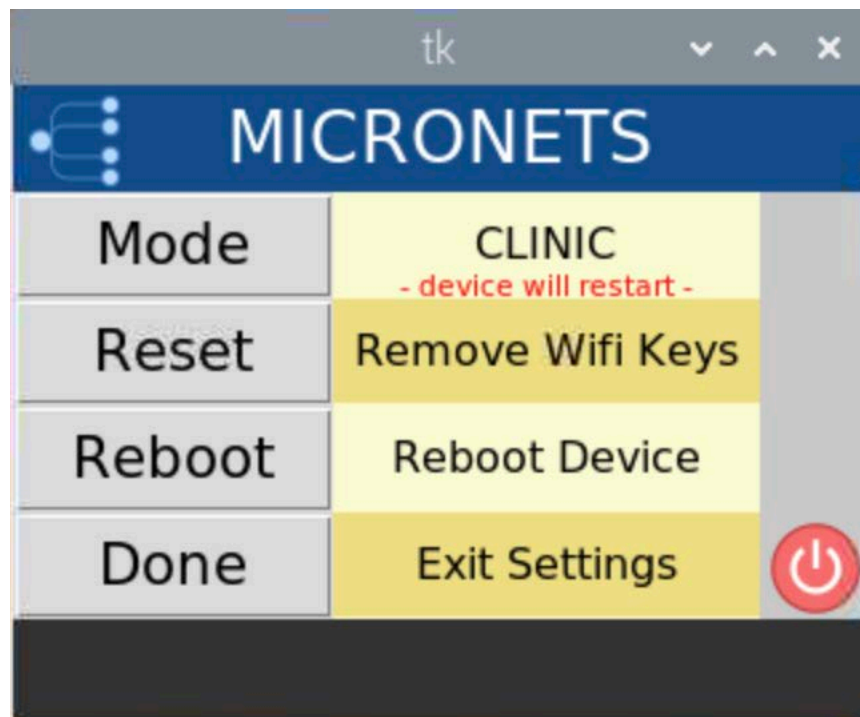 tk
MICRONETS
Mode
CLINIC
- device will restart -
Reset
Remove Wifi Keys
Reboot
Reboot Device
Done
Exit Settings